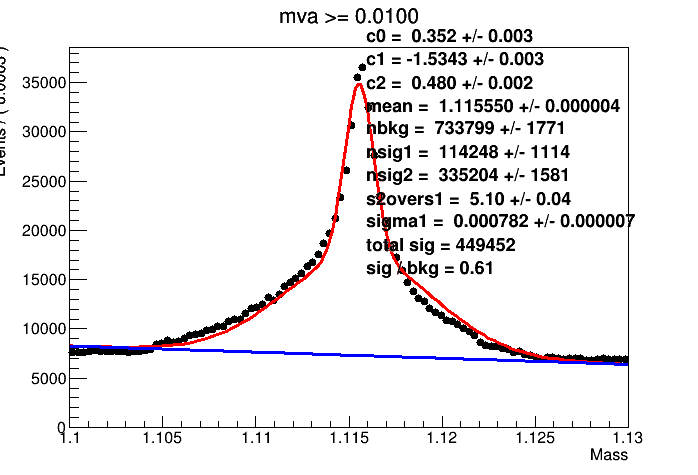 mva >= 0.0100
c0 = 0.352 +/- 0.003
c1 = -1.5343 +/- 0.003
c2 = 0.480 +/- 0.002
mean = 1.115550 +/- 0.000004
nbkg = 733799 +/- 1771
nsig1 = 114248 +/- 1114
nsig2 = 335204 +/- 1581
s2overs1 = 5.10 +/- 0.04
sigma1 = 0.000782 +/- 0.000007
total sig = 449452
sig / bkg = 0.61
35000
30000
25000
20000
15000
10000
5000
0
1.1 1.105 1.11 1.115 1.12 1.125 1.13
Mass